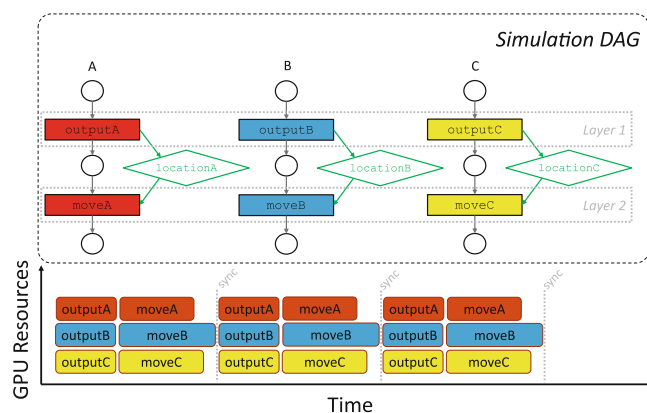 Simulation DAG
A B C
outputA outputB outputC Layer 1
locationA locationB locationC
moveA moveB moveC Layer 2
GPU Resources
sync sync sync
outputA moveA outputA moveA outputA moveA
outputB moveB outputB moveB outputB moveB
outputC moveC outputC moveC outputC moveC
Time